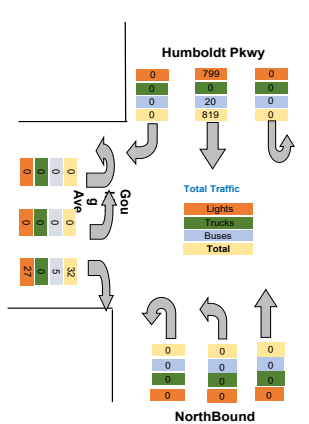 Humboldt Pkwy
0 799 0
0 0 0
0 20 0
0 819 0
Goug
Ave
0 0 0 0
0 0 0 0
27 0 5 32
Total Traffic
Lights
Trucks
Buses
Total
0 0 0
0 0 0
0 0 0
0 0 0
NorthBound